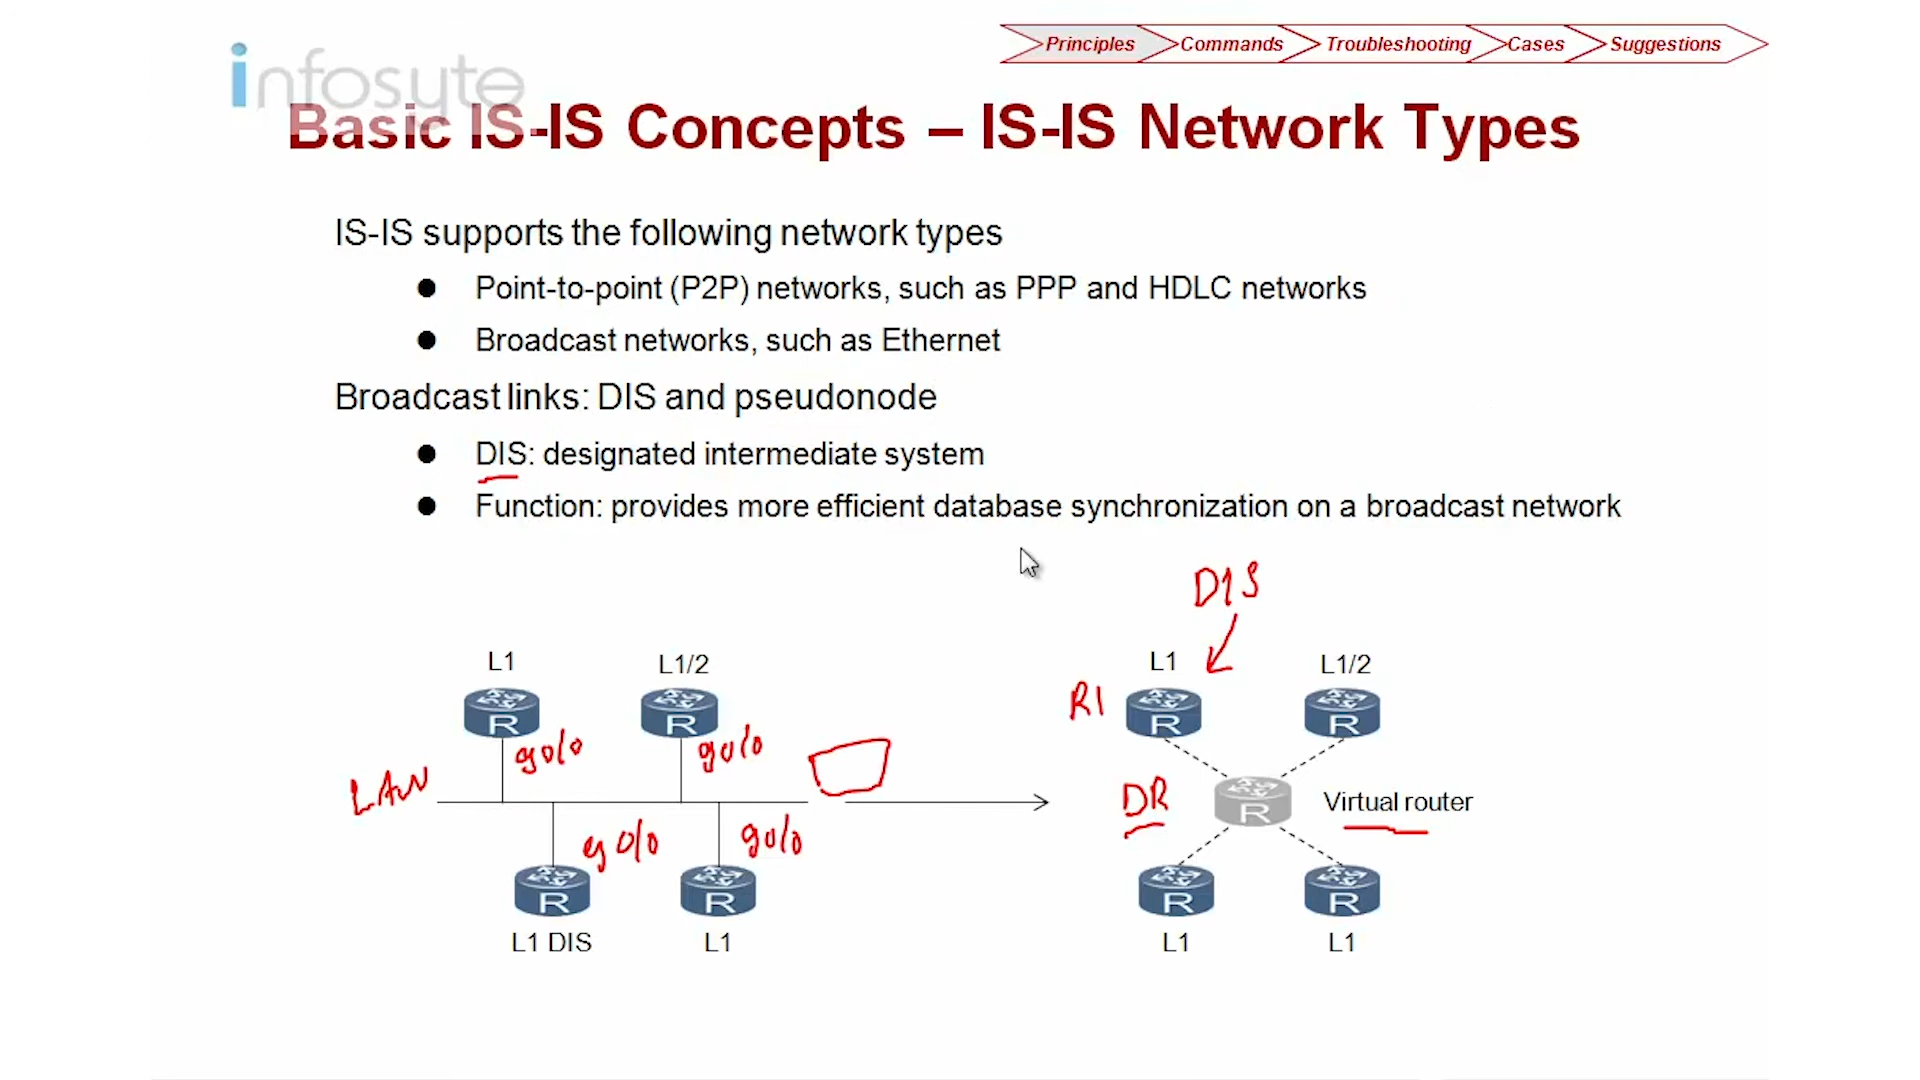 Principles Commands Troubleshooting Cases Suggestions
infosyte
Basic IS-IS Concepts – IS-IS Network Types
IS-IS supports the following network types
● Point-to-point (P2P) networks, such as PPP and HDLC networks
● Broadcast networks, such as Ethernet
Broadcast links: DIS and pseudonode
● DIS: designated intermediate system
● Function: provides more efficient database synchronization on a broadcast network
DIS
L1 L1/2 L1 L1/2
R R R1 R R
g0/0 g0/0
LAN DR R Virtual router
g0/0 g0/0
R R R R
L1 DIS L1 L1 L1